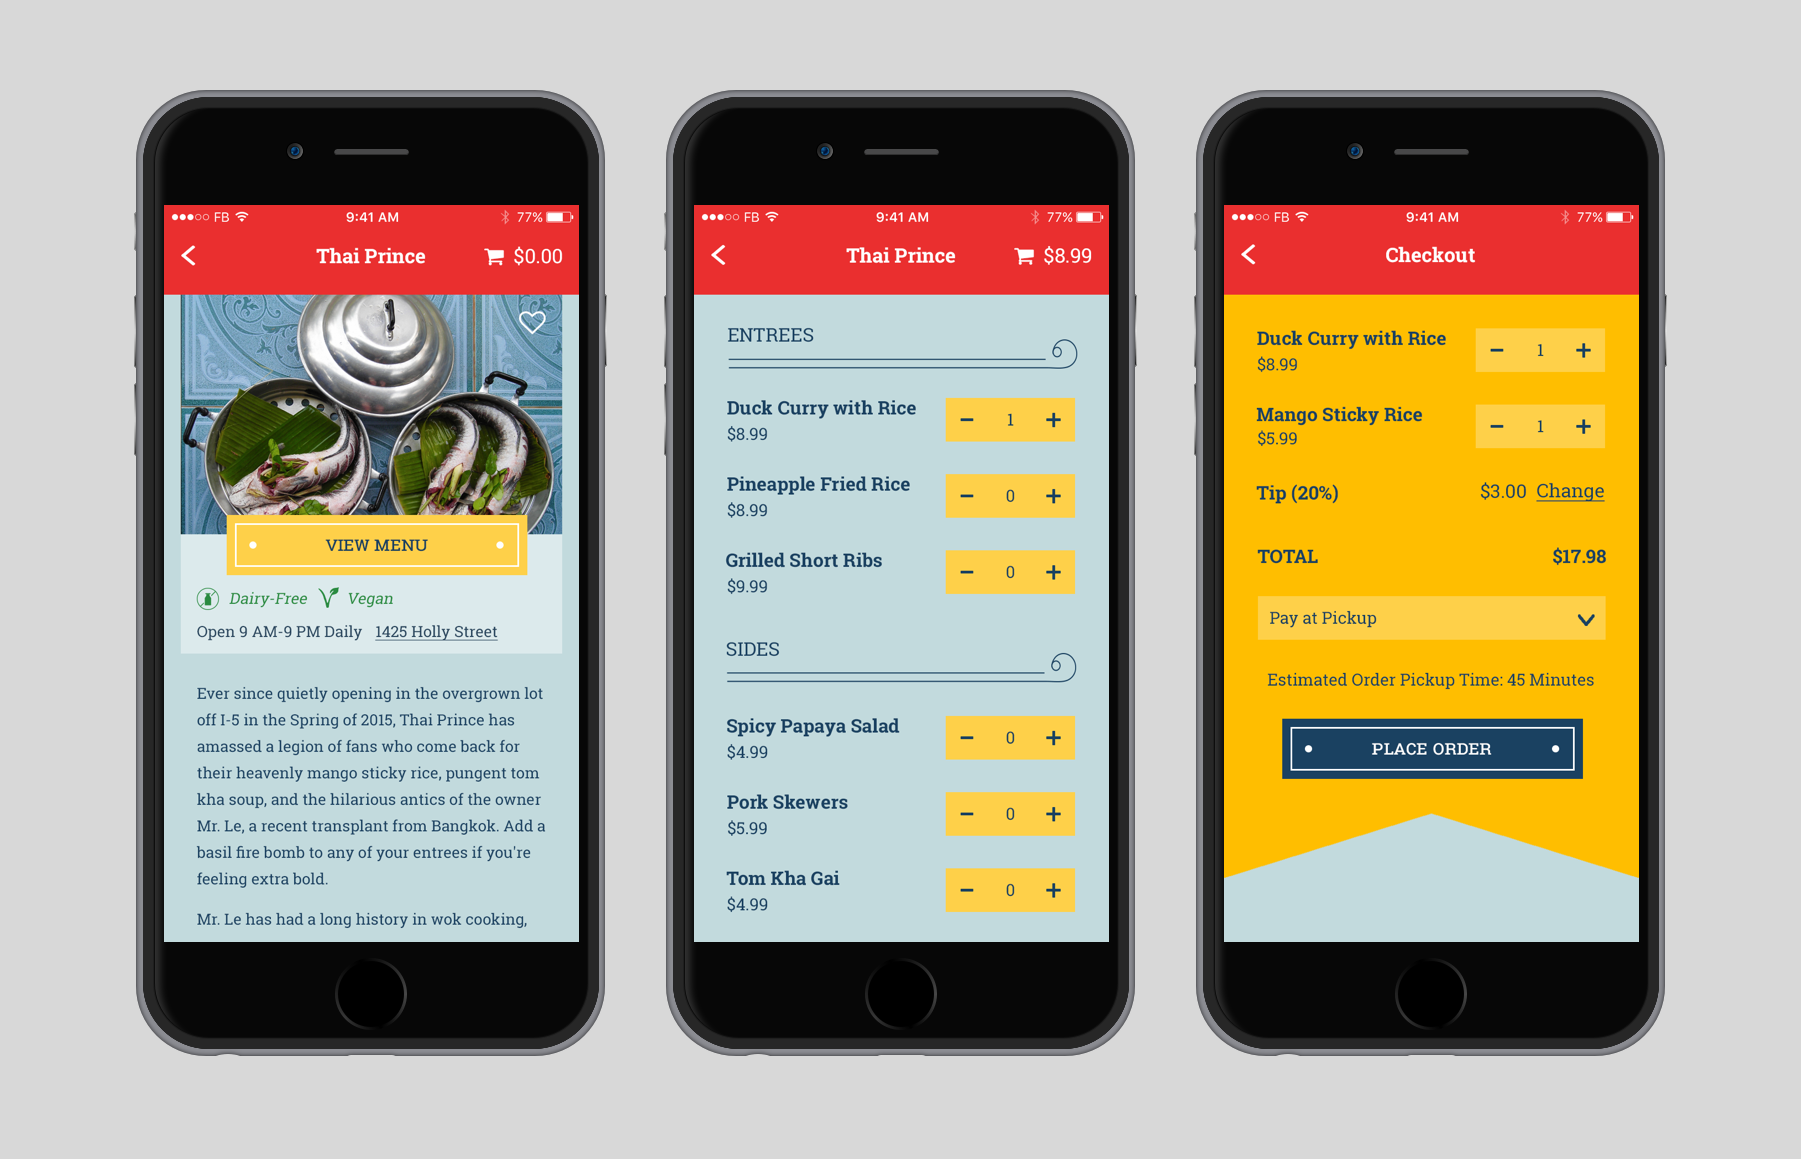 FB 9:41 AM 77%
Thai Prince $0.00
VIEW MENU
Dairy-Free Vegan
Open 9 AM-9 PM Daily 1425 Holly Street
Ever since quietly opening in the overgrown lot
off I-5 in the Spring of 2015, Thai Prince has
amassed a legion of fans who come back for
their heavenly mango sticky rice, pungent tom
kha soup, and the hilarious antics of the owner
Mr. Le, a recent transplant from Bangkok. Add a
basil fire bomb to any of your entrees if you're
feeling extra bold.
Mr. Le has had a long history in wok cooking,
FB 9:41 AM 77%
Thai Prince $8.99
ENTREES
Duck Curry with Rice
$8.99
− 1 +
Pineapple Fried Rice
$8.99
− 0 +
Grilled Short Ribs
$9.99
− 0 +
SIDES
Spicy Papaya Salad
$4.99
− 0 +
Pork Skewers
$5.99
− 0 +
Tom Kha Gai
$4.99
− 0 +
FB 9:41 AM 77%
Checkout
Duck Curry with Rice
$8.99
− 1 +
Mango Sticky Rice
$5.99
− 1 +
Tip (20%) $3.00 Change
TOTAL $17.98
Pay at Pickup
Estimated Order Pickup Time: 45 Minutes
PLACE ORDER